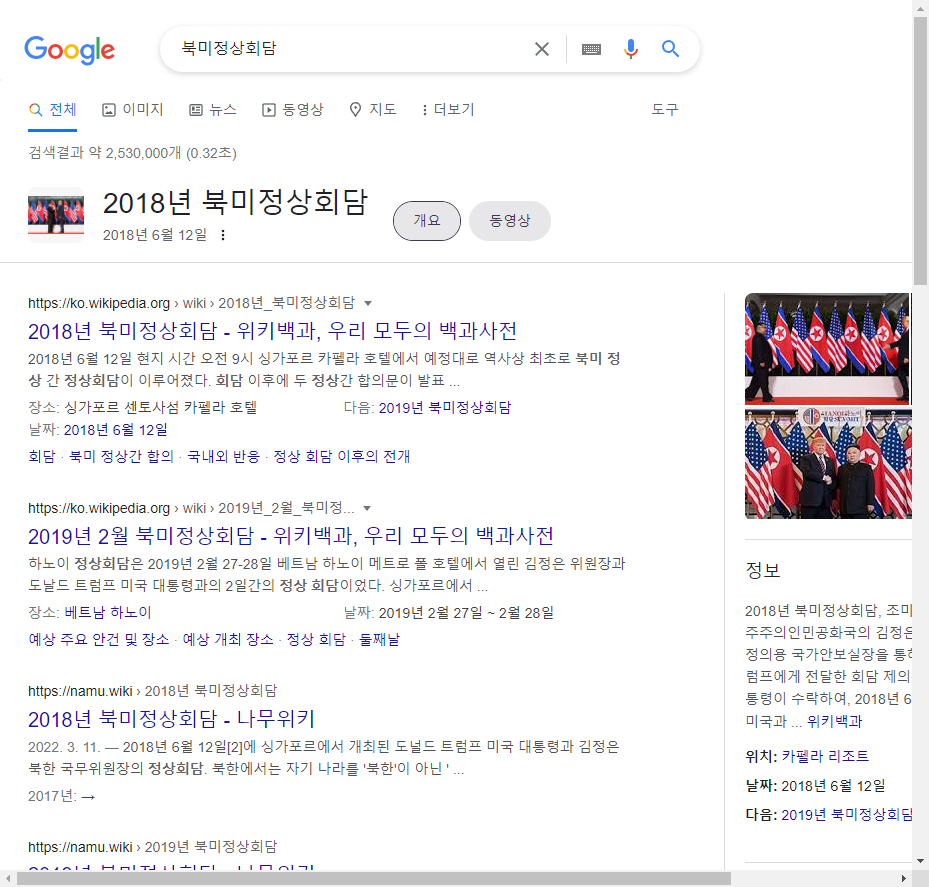 Google
북미정상회담
전체 이미지 뉴스 동영상 지도 더보기 도구
검색결과 약 2,530,000개 (0.32초)
2018년 북미정상회담
2018년 6월 12일
개요 동영상
https://ko.wikipedia.org › wiki › 2018년_북미정상회담
2018년 북미정상회담 - 위키백과, 우리 모두의 백과사전
2018년 6월 12일 현지 시간 오전 9시 싱가포르 카펠라 호텔에서 예정대로 역사상 최초로 북미 정
상 간 정상회담이 이루어졌다. 회담 이후에 두 정상간 합의문이 발표 ...
장소: 싱가포르 센토사섬 카펠라 호텔 다음: 2019년 북미정상회담
날짜: 2018년 6월 12일
회담 · 북미 정상간 합의 · 국내외 반응 · 정상 회담 이후의 전개
https://ko.wikipedia.org › wiki › 2019년_2월_북미정...
2019년 2월 북미정상회담 - 위키백과, 우리 모두의 백과사전
하노이 정상회담은 2019년 2월 27-28일 베트남 하노이 메트로 폴 호텔에서 열린 김정은 위원장과
도날드 트럼프 미국 대통령과의 2일간의 정상 회담이었다. 싱가포르에서 ...
장소: 베트남 하노이 날짜: 2019년 2월 27일 ~ 2월 28일
예상 주요 안건 및 장소 · 예상 개최 장소 · 정상 회담 · 둘째날
https://namu.wiki › 2018년 북미정상회담
2018년 북미정상회담 - 나무위키
2022. 3. 11. — 2018년 6월 12일[2]에 싱가포르에서 개최된 도널드 트럼프 미국 대통령과 김정은
북한 국무위원장의 정상회담. 북한에서는 자기 나라를 '북한'이 아닌 ' ...
2017년: →
https://namu.wiki › 2019년 북미정상회담
정보
2018년 북미정상회담, 조미
주주의인민공화국의 김정은
정의용 국가안보실장을 통하
럼프에게 전달한 회담 제의
통령이 수락하여, 2018년 6
미국과 ... 위키백과
위치: 카펠라 리조트
날짜: 2018년 6월 12일
다음: 2019년 북미정상회담